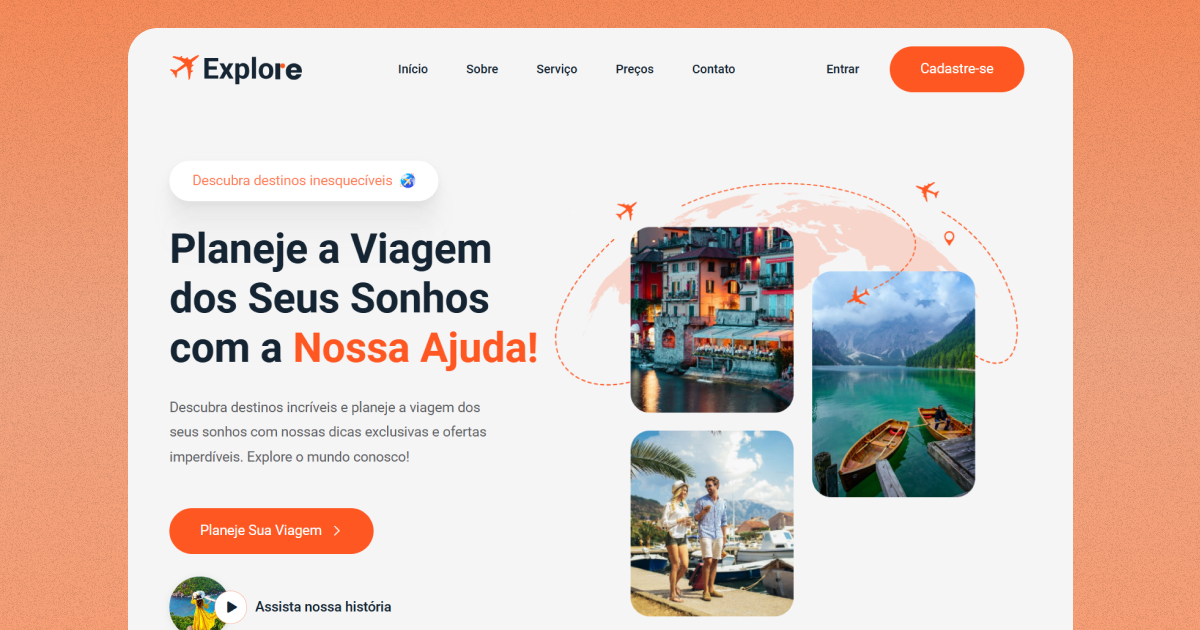 Explore
Início
Sobre
Serviço
Preços
Contato
Entrar
Cadastre-se
Descubra destinos inesquecíveis
Planeje a Viagem
dos Seus Sonhos
com a Nossa Ajuda!
Descubra destinos incríveis e planeje a viagem dos
seus sonhos com nossas dicas exclusivas e ofertas
imperdíveis. Explore o mundo conosco!
Planeje Sua Viagem
Assista nossa história